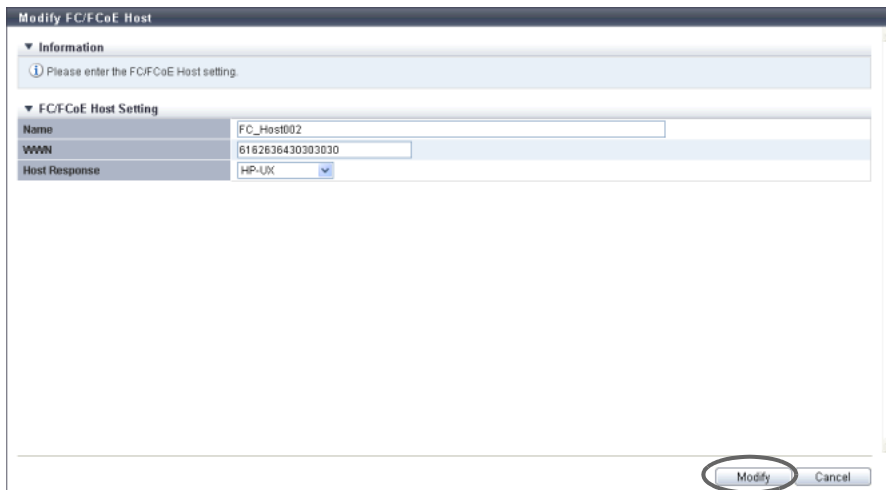 Modify FC/FCoE Host
Information
Please enter the FC/FCoE Host setting.
FC/FCoE Host Setting
Name FC_Host002
WWN 6162636430303030
Host Response HP-UX
Modify Cancel